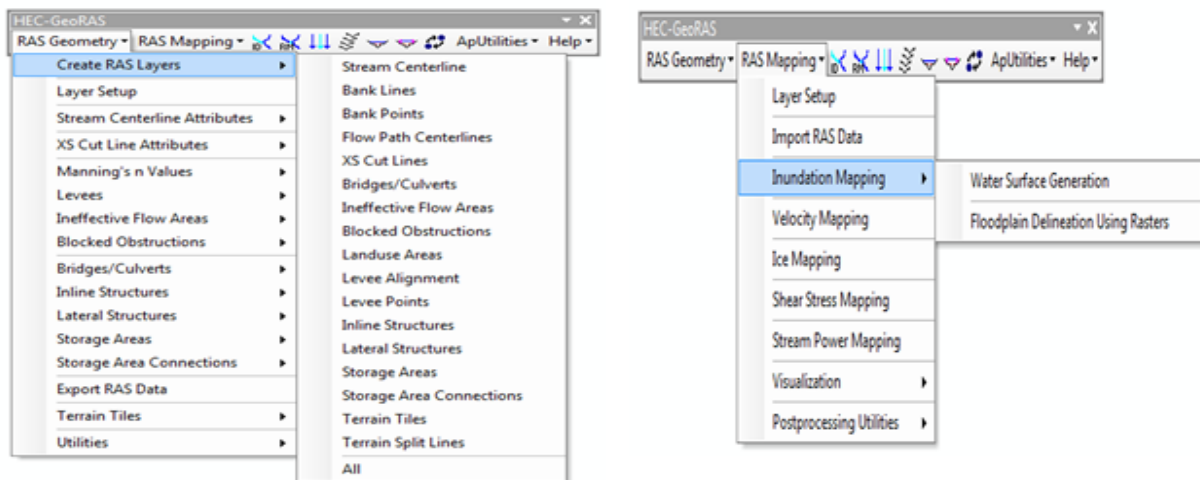 HEC-GeoRAS
RAS Geometry RAS Mapping ApUtilities Help
Create RAS Layers
Layer Setup
Stream Centerline Attributes
XS Cut Line Attributes
Manning's n Values
Levees
Ineffective Flow Areas
Blocked Obstructions
Bridges/Culverts
Inline Structures
Lateral Structures
Storage Areas
Storage Area Connections
Export RAS Data
Terrain Tiles
Utilities
Stream Centerline
Bank Lines
Bank Points
Flow Path Centerlines
XS Cut Lines
Bridges/Culverts
Ineffective Flow Areas
Blocked Obstructions
Landuse Areas
Levee Alignment
Levee Points
Inline Structures
Lateral Structures
Storage Areas
Storage Area Connections
Terrain Tiles
Terrain Split Lines
All
HEC-GeoRAS
RAS Geometry RAS Mapping ApUtilities Help
Layer Setup
Import RAS Data
Inundation Mapping
Velocity Mapping
Ice Mapping
Shear Stress Mapping
Stream Power Mapping
Visualization
Postprocessing Utilities
Water Surface Generation
Floodplain Delineation Using Rasters